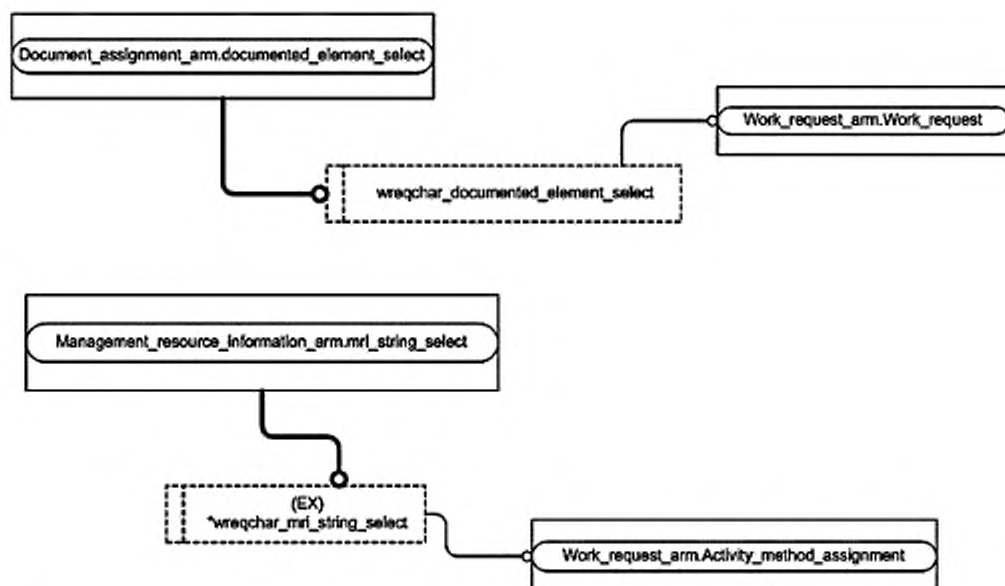 Document_assignment_arm.documented_element_select
Work_request_arm.Work_request
wreqchar_documented_element_select
Management_resource_information_arm.mri_string_select
(EX)
*wreqchar_mri_string_select
Work_request_arm.Activity_method_assignment